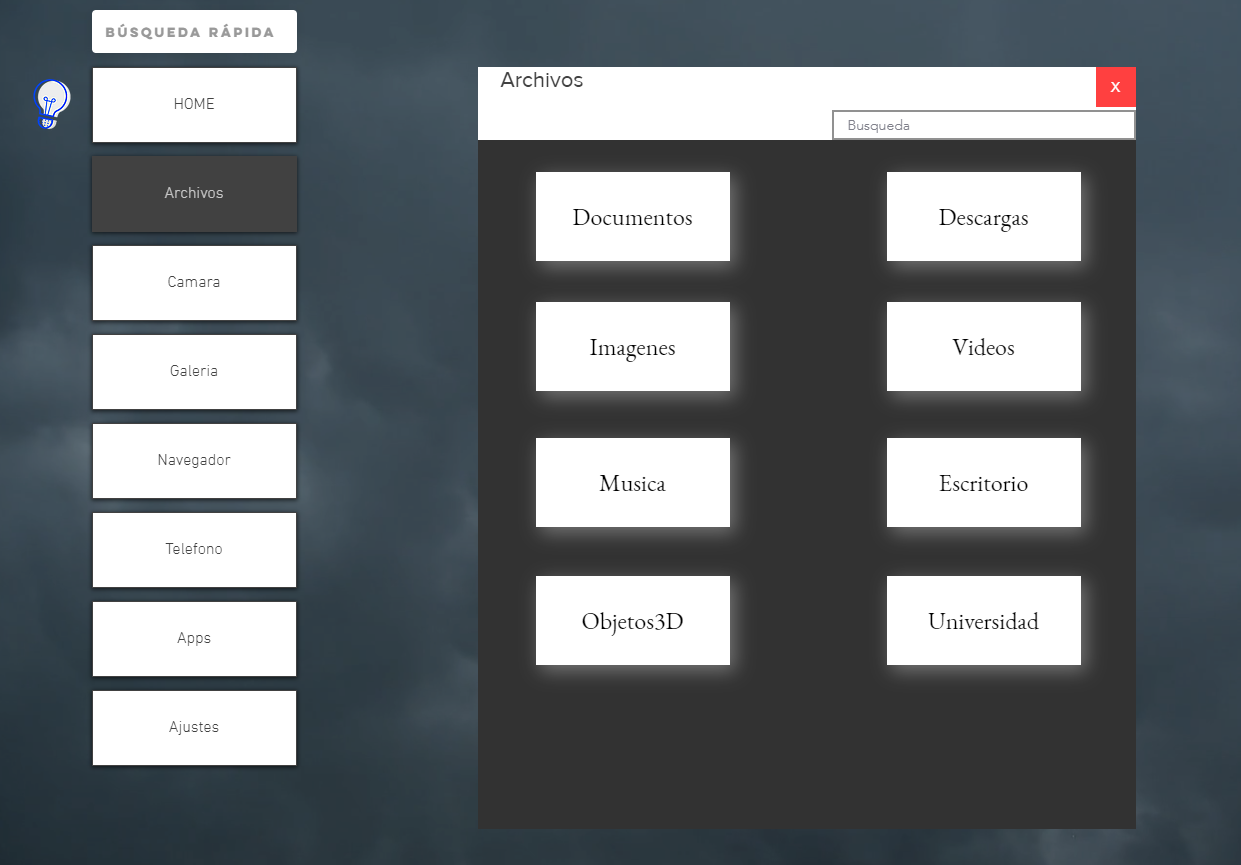 BÚSQUEDA RÁPIDA
HOME
Archivos
Camara
Galeria
Navegador
Telefono
Apps
Ajustes
Archivos
X
Busqueda
Documentos
Descargas
Imagenes
Videos
Musica
Escritorio
Objetos3D
Universidad